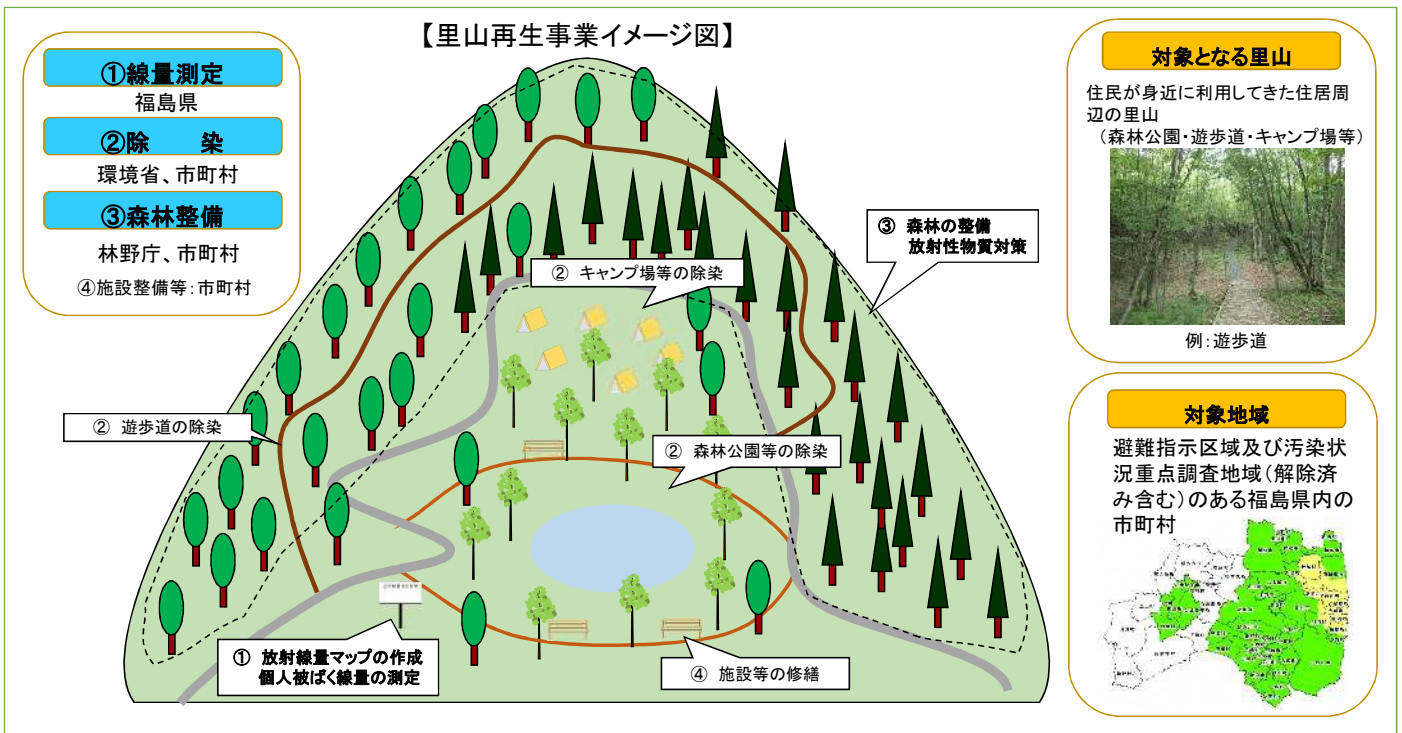 【里山再生事業イメージ図】
①線量測定
福島県
②除　　染
環境省、市町村
③森林整備
林野庁、市町村
④施設整備等：市町村
② キャンプ場等の除染
③ 森林の整備
放射性物質対策
② 遊歩道の除染
② 森林公園等の除染
① 放射線量マップの作成
個人被ばく線量の測定
④ 施設等の修繕
対象となる里山
住民が身近に利用してきた住居周
辺の里山
（森林公園・遊歩道・キャンプ場等）
例：遊歩道
対象地域
避難指示区域及び汚染状
況重点調査地域（解除済
み含む）のある福島県内の
市町村